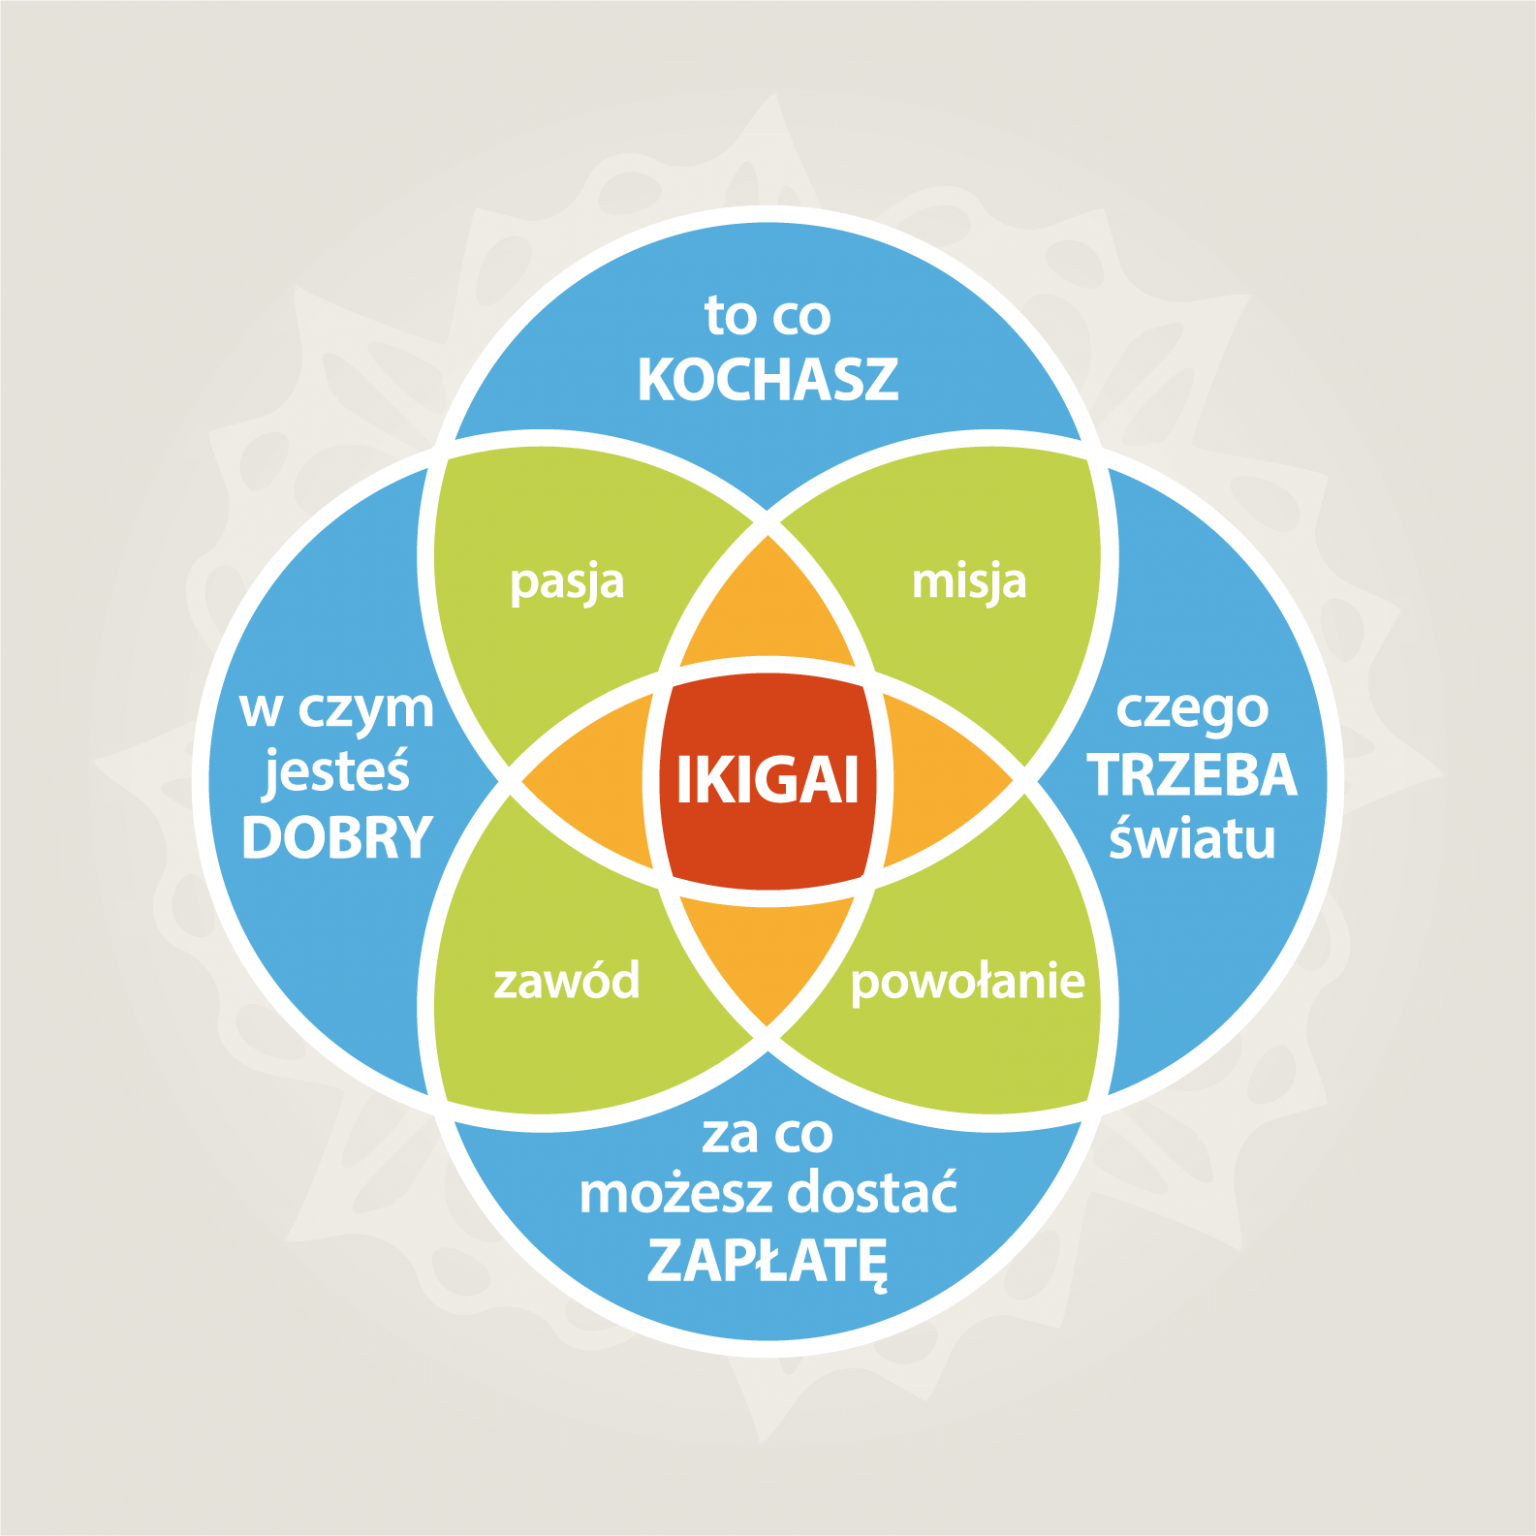 to co
KOCHASZ
pasja
misja
w czym
jesteś
DOBRY
IKIGAI
czego
TRZEBA
światu
zawód
powołanie
za co
możesz dostać
ZAPŁATĘ